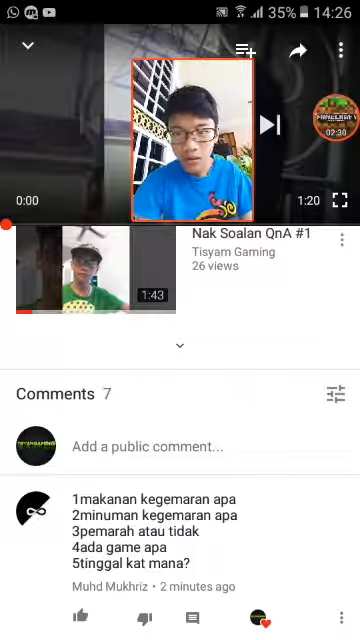 35% 14:26
02:30
0:00
1:20
Nak Soalan QnA #1
Tisyam Gaming
26 views
1:43
Comments 7
Add a public comment...
1makanan kegemaran apa
2minuman kegemaran apa
3pemarah atau tidak
4ada game apa
5tinggal kat mana?
Muhd Mukhriz • 2 minutes ago